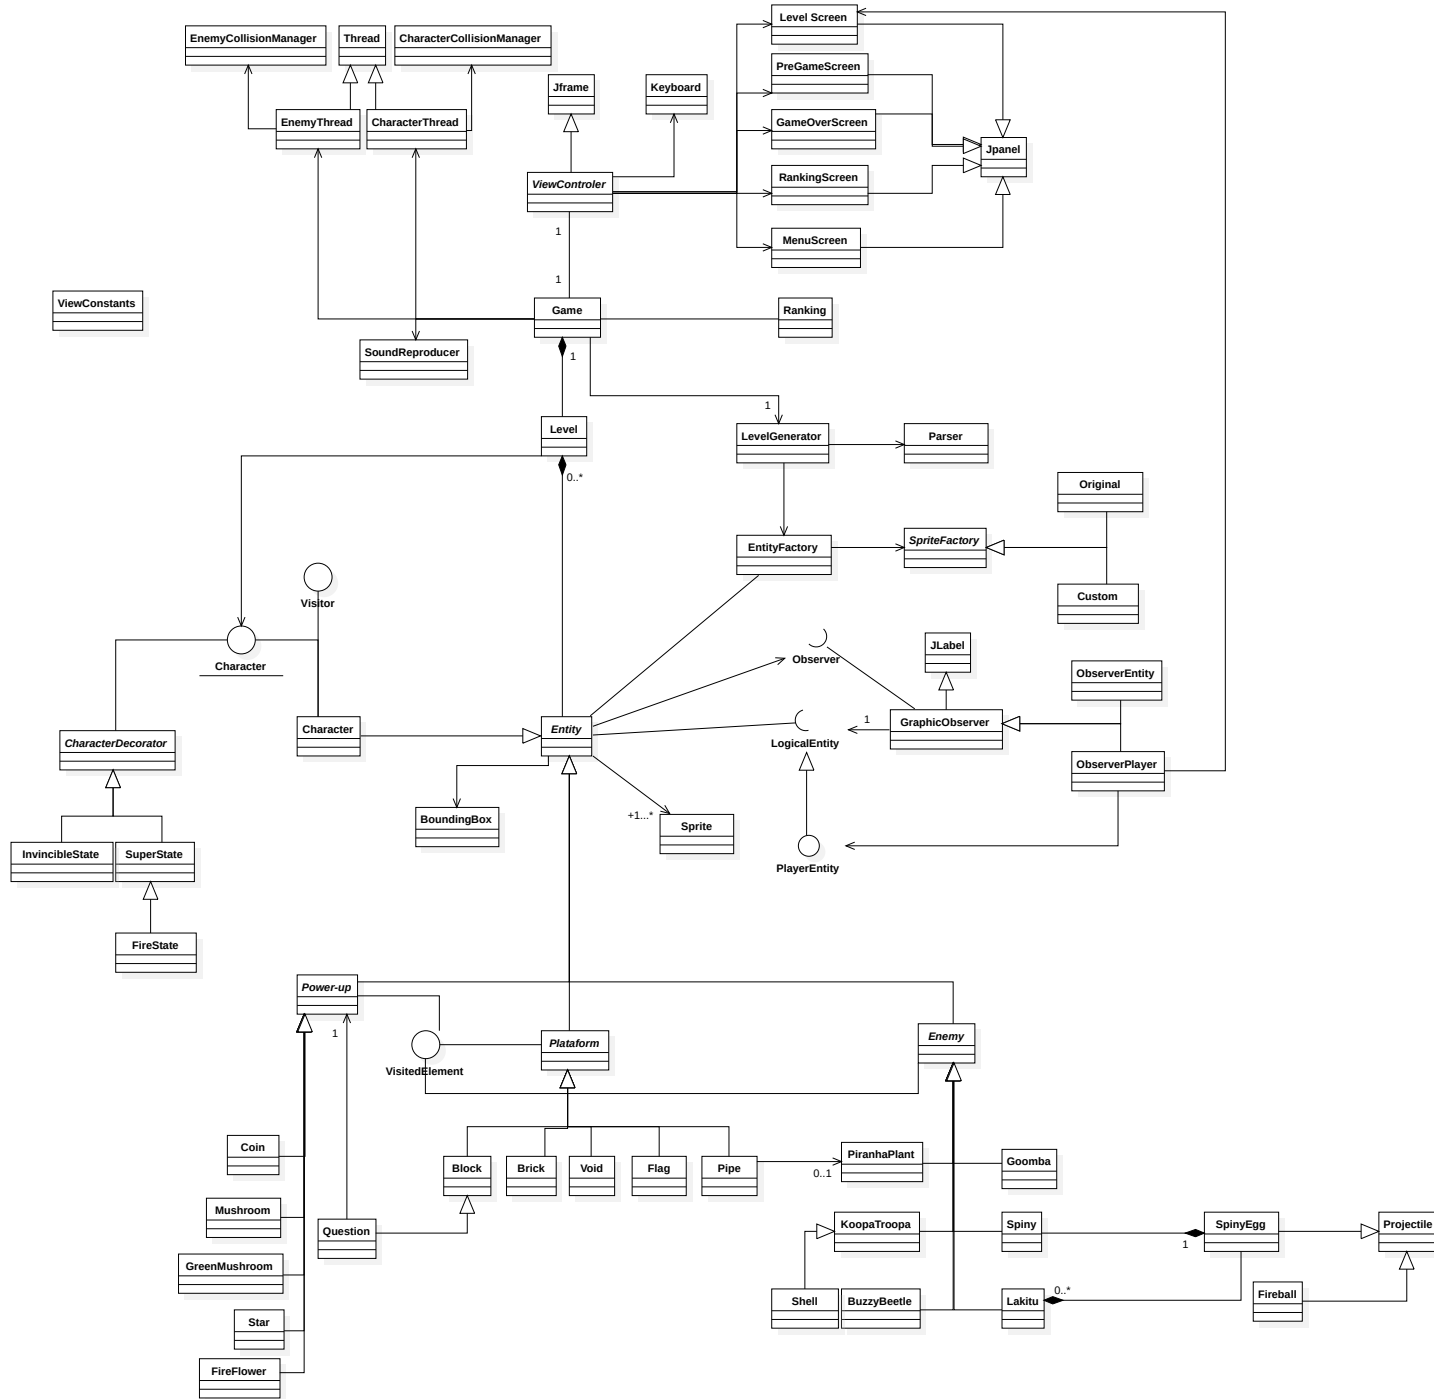 Level Screen
EnemyCollisionManager
Thread
CharacterCollisionManager
PreGameScreen
Jframe
Keyboard
EnemyThread
CharacterThread
GameOverScreen
Jpanel
RankingScreen
ViewControler
1
MenuScreen
1
ViewConstants
Game
Ranking
SoundReproducer
1
1
Level
LevelGenerator
Parser
0..*
Original
EntityFactory
SpriteFactory
Custom
Visitor
Character
Observer
JLabel
ObserverEntity
1
CharacterDecorator
Character
Entity
LogicalEntity
GraphicObserver
ObserverPlayer
BoundingBox
+1...*
Sprite
InvincibleState
SuperState
PlayerEntity
FireState
Power-up
1
Plataform
Enemy
VisitedElement
Coin
Block
Brick
Void
Flag
Pipe
0..1
PiranhaPlant
Goomba
Mushroom
Question
KoopaTroopa
Spiny
1
SpinyEgg
Projectile
GreenMushroom
0..*
Shell
BuzzyBeetle
Lakitu
Fireball
Star
FireFlower